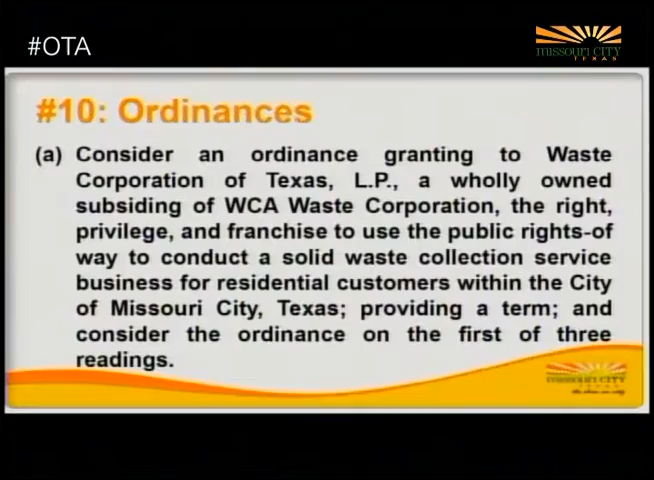 #OTA
missouri city
TEXAS
#10: Ordinances
(a) Consider an ordinance granting to Waste
Corporation of Texas, L.P., a wholly owned
subsiding of WCA Waste Corporation, the right,
privilege, and franchise to use the public rights-of
way to conduct a solid waste collection service
business for residential customers within the City
of Missouri City, Texas; providing a term; and
consider the ordinance on the first of three
readings.
missouri city
TEXAS